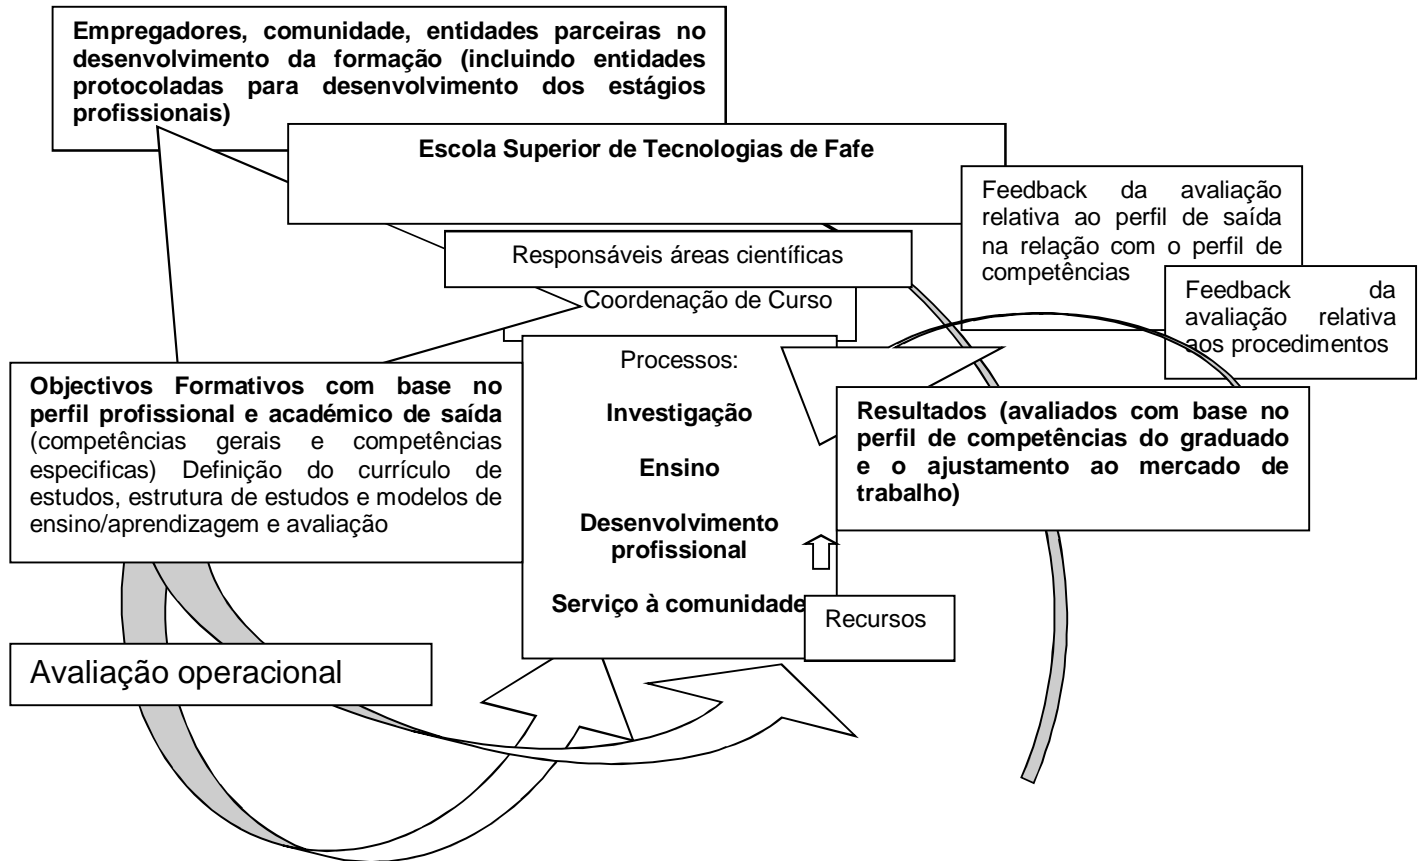 Empregadores, comunidade, entidades parceiras no
desenvolvimento da formação (incluindo entidades
protocoladas para desenvolvimento dos estágios
profissionais)
Escola Superior de Tecnologias de Fafe
Feedback da avaliação
relativa ao perfil de saída
na relação com o perfil de
competências
Responsáveis áreas científicas
Coordenação de Curso
Feedback da
avaliação relativa
aos procedimentos
Objectivos Formativos com base no
perfil profissional e académico de saída
(competências gerais e competências
especificas) Definição do currículo de
estudos, estrutura de estudos e modelos de
ensino/aprendizagem e avaliação
Processos:
Investigação
Ensino
Desenvolvimento
profissional
Serviço à comunidade
Resultados (avaliados com base no
perfil de competências do graduado
e o ajustamento ao mercado de
trabalho)
Recursos
Avaliação operacional